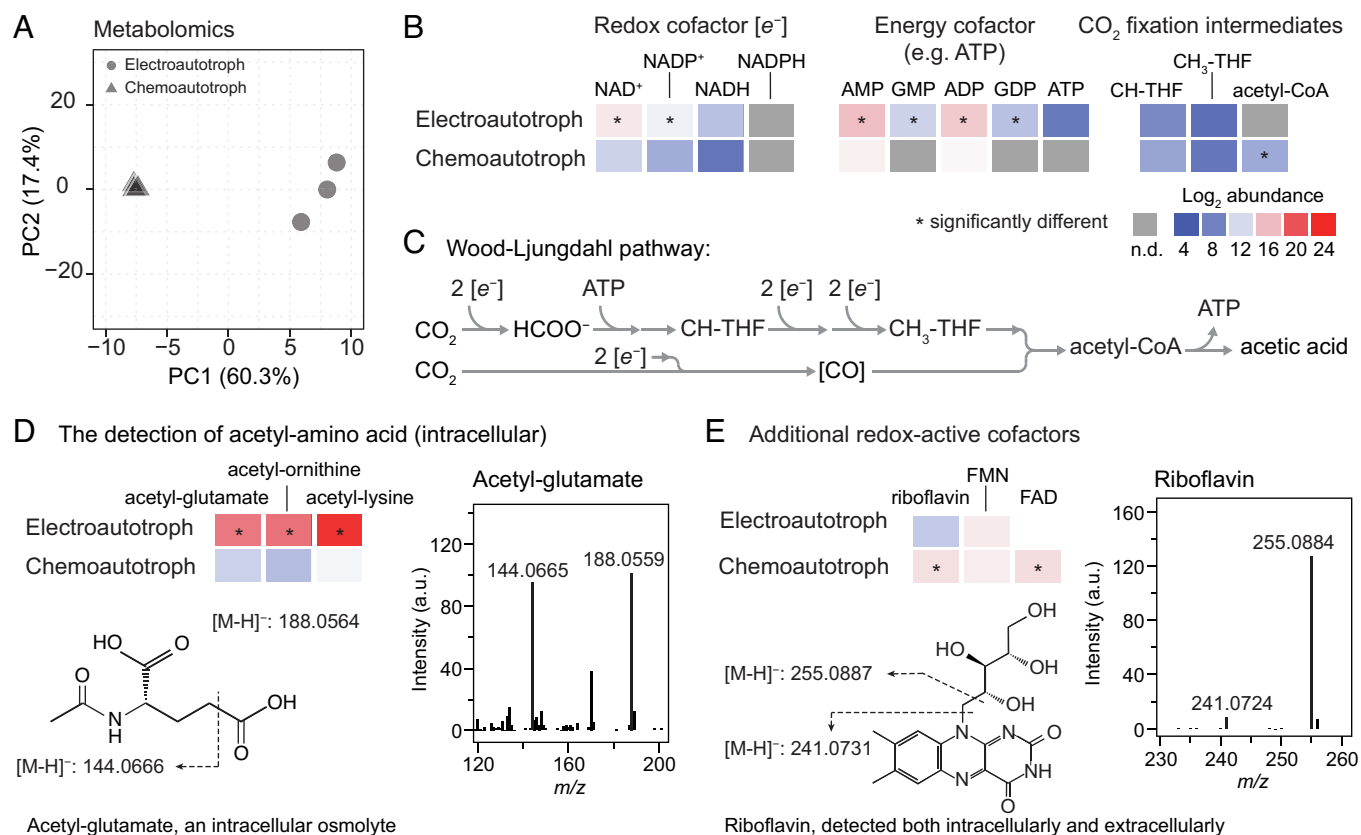 A Metabolomics
Electroautotroph
Chemoautotroph
PC2 (17.4%)
20
0
−20
−10 −5 0 5 10
PC1 (60.3%)
B
Redox cofactor [e⁻]
NADP⁺ NADPH
NAD⁺ NADH
Energy cofactor
(e.g. ATP)
AMP GMP ADP GDP ATP
CO₂ fixation intermediates
CH₃-THF
CH-THF acetyl-CoA
Electroautotroph * * * * * *
Chemoautotroph *
* significantly different
Log₂ abundance
n.d. 4 8 12 16 20 24
C Wood-Ljungdahl pathway:
2 [e⁻] ATP 2 [e⁻] 2 [e⁻]
CO₂ HCOO⁻ CH-THF CH₃-THF
ATP
acetyl-CoA acetic acid
2 [e⁻]
CO₂ [CO]
D The detection of acetyl-amino acid (intracellular)
acetyl-ornithine
acetyl-glutamate acetyl-lysine
Electroautotroph * * *
Chemoautotroph
[M-H]⁻: 188.0564
HO O
O OH
N
H O
[M-H]⁻: 144.0666
Acetyl-glutamate
Intensity (a.u.)
120
80
40
0
144.0665 188.0559
120 160 200
m/z
Acetyl-glutamate, an intracellular osmolyte
E Additional redox-active cofactors
FMN
riboflavin FAD
Electroautotroph
Chemoautotroph * *
OH
HO
OH
OH
[M-H]⁻: 255.0887
[M-H]⁻: 241.0731
N N O
NH
N
O
Riboflavin
Intensity (a.u.)
160
120
80
40
0
255.0884
241.0724
230 240 250 260
m/z
Riboflavin, detected both intracellularly and extracellularly